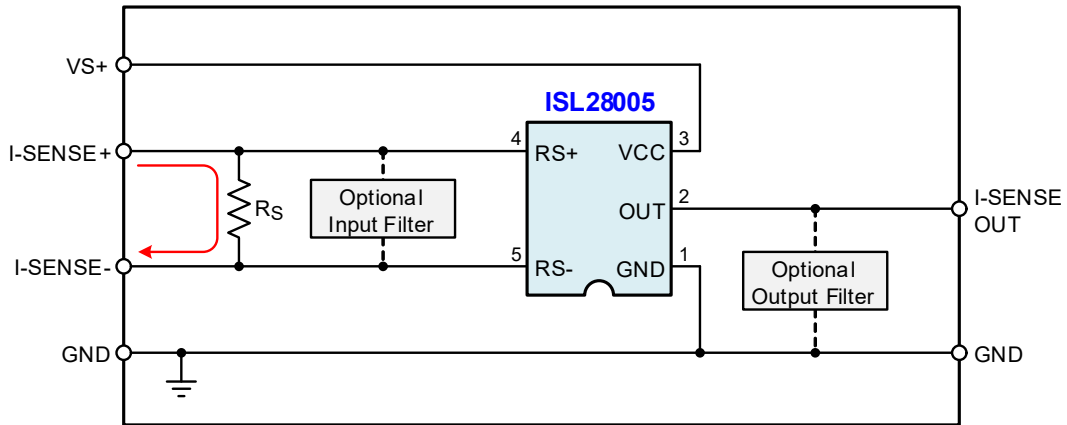 VS+
ISL28005
I-SENSE+
4
RS+
VCC
3
RS
Optional
Input Filter
OUT
2
I-SENSE
OUT
I-SENSE-
5
RS-
GND
1
Optional
Output Filter
GND
GND